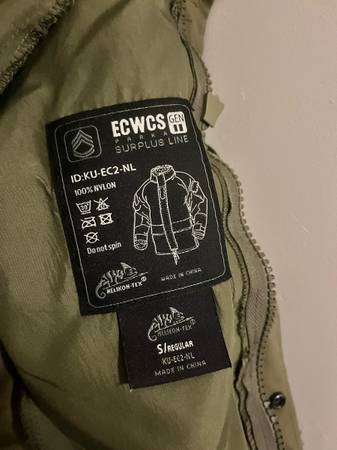 ECWCS GEN II
PARKA
SURPLUS LINE
ID:KU-EC2-NL
100% NYLON
Do not spin
HELIKON-TEX
MADE IN CHINA
HELIKON-TEX
S/REGULAR
KU-EC2-NL
MADE IN CHINA